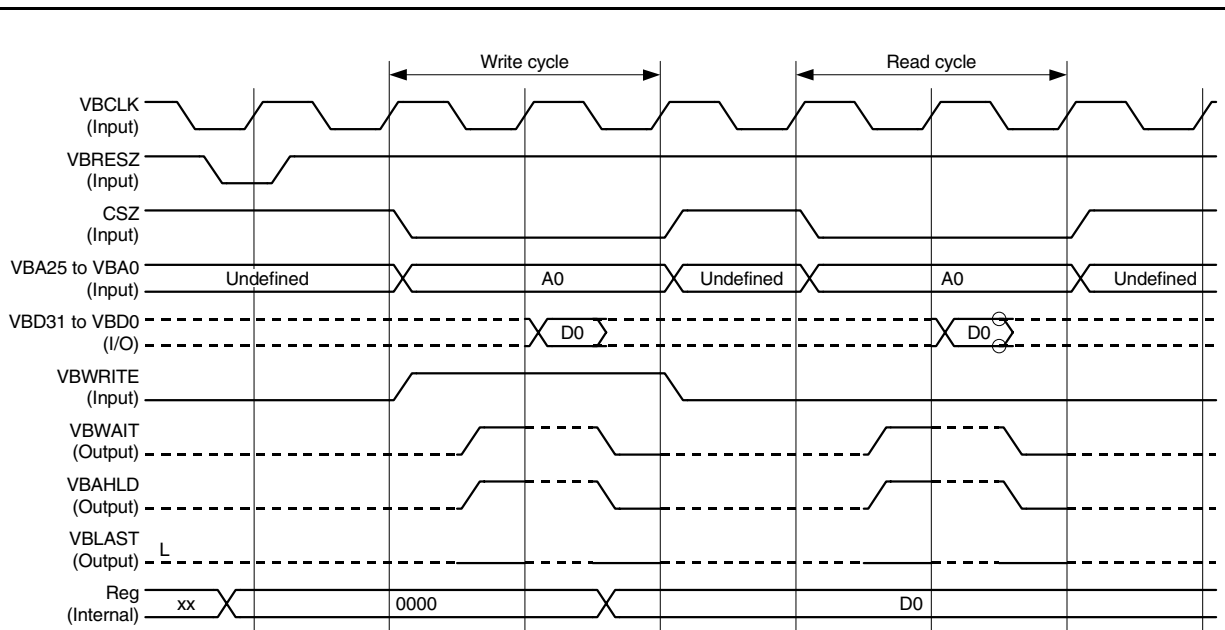 Write cycle
Read cycle
VBCLK
(Input)
VBRESZ
(Input)
CSZ
(Input)
VBA25 to VBA0
(Input)
Undefined
A0
Undefined
A0
Undefined
VBD31 to VBD0
(I/O)
D0
D0
VBWRITE
(Input)
VBWAIT
(Output)
VBAHLD
(Output)
VBLAST
(Output)
L
Reg
(Internal)
xx
0000
D0